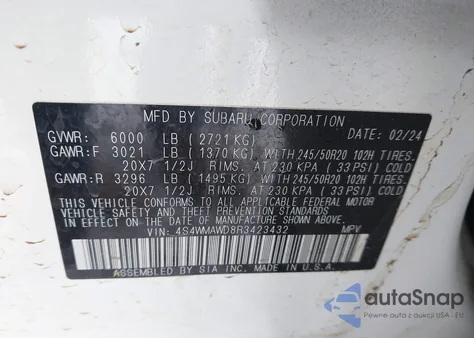 MFD BY SUBARU CORPORATION
GVWR: 6000 LB (2721 KG) DATE: 02/24
GAWR:F 3021 LB (1370 KG) WITH 245/50R20 102H TIRES.
20X7 1/2J RIMS. AT 230 KPA (33 PSI) COLD
GAWR:R 3296 LB (1495 KG) WITH 245/50R20 102H TIRES.
20X7 1/2J RIMS. AT 230 KPA (33 PSI) COLD
THIS VEHICLE CONFORMS TO ALL APPLICABLE FEDERAL MOTOR
VEHICLE SAFETY AND THEFT PREVENTION STANDARDS
IN EFFECT ON THE DATE OF MANUFACTURE SHOWN ABOVE.
VIN: 4S4WMAWD8R3423432 MPV
ASSEMBLED BY SIA INC. MADE IN U.S.A.
autoSnap
Pewne auta z USA - EU